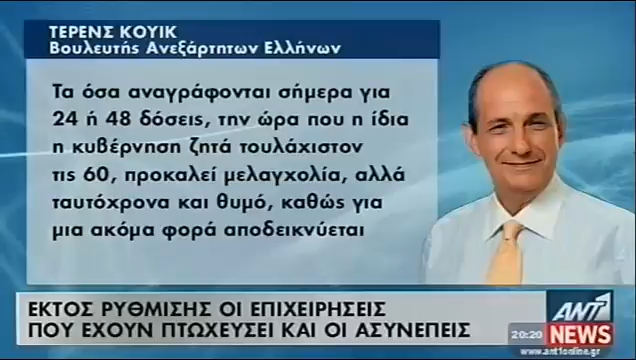 ΤΕΡΕΝΣ ΚΟΥΙΚ
Βουλευτής Ανεξάρτητων Ελλήνων
Τα όσα αναγράφονται σήμερα για
24 ή 48 δόσεις, την ώρα που η ίδια
η κυβέρνηση ζητά τουλάχιστον
τις 60, προκαλεί μελαγχολία, αλλά
ταυτόχρονα και θυμό, καθώς για
μια ακόμα φορά αποδεικνύεται
ΕΚΤΟΣ ΡΥΘΜΙΣΗΣ ΟΙ ΕΠΙΧΕΙΡΗΣΕΙΣ
ΠΟΥ ΕΧΟΥΝ ΠΤΩΧΕΥΣΕΙ ΚΑΙ ΟΙ ΑΣΥΝΕΠΕΙΣ
ΑΝΤ1
20:20 NEWS
www.ant1online.gr